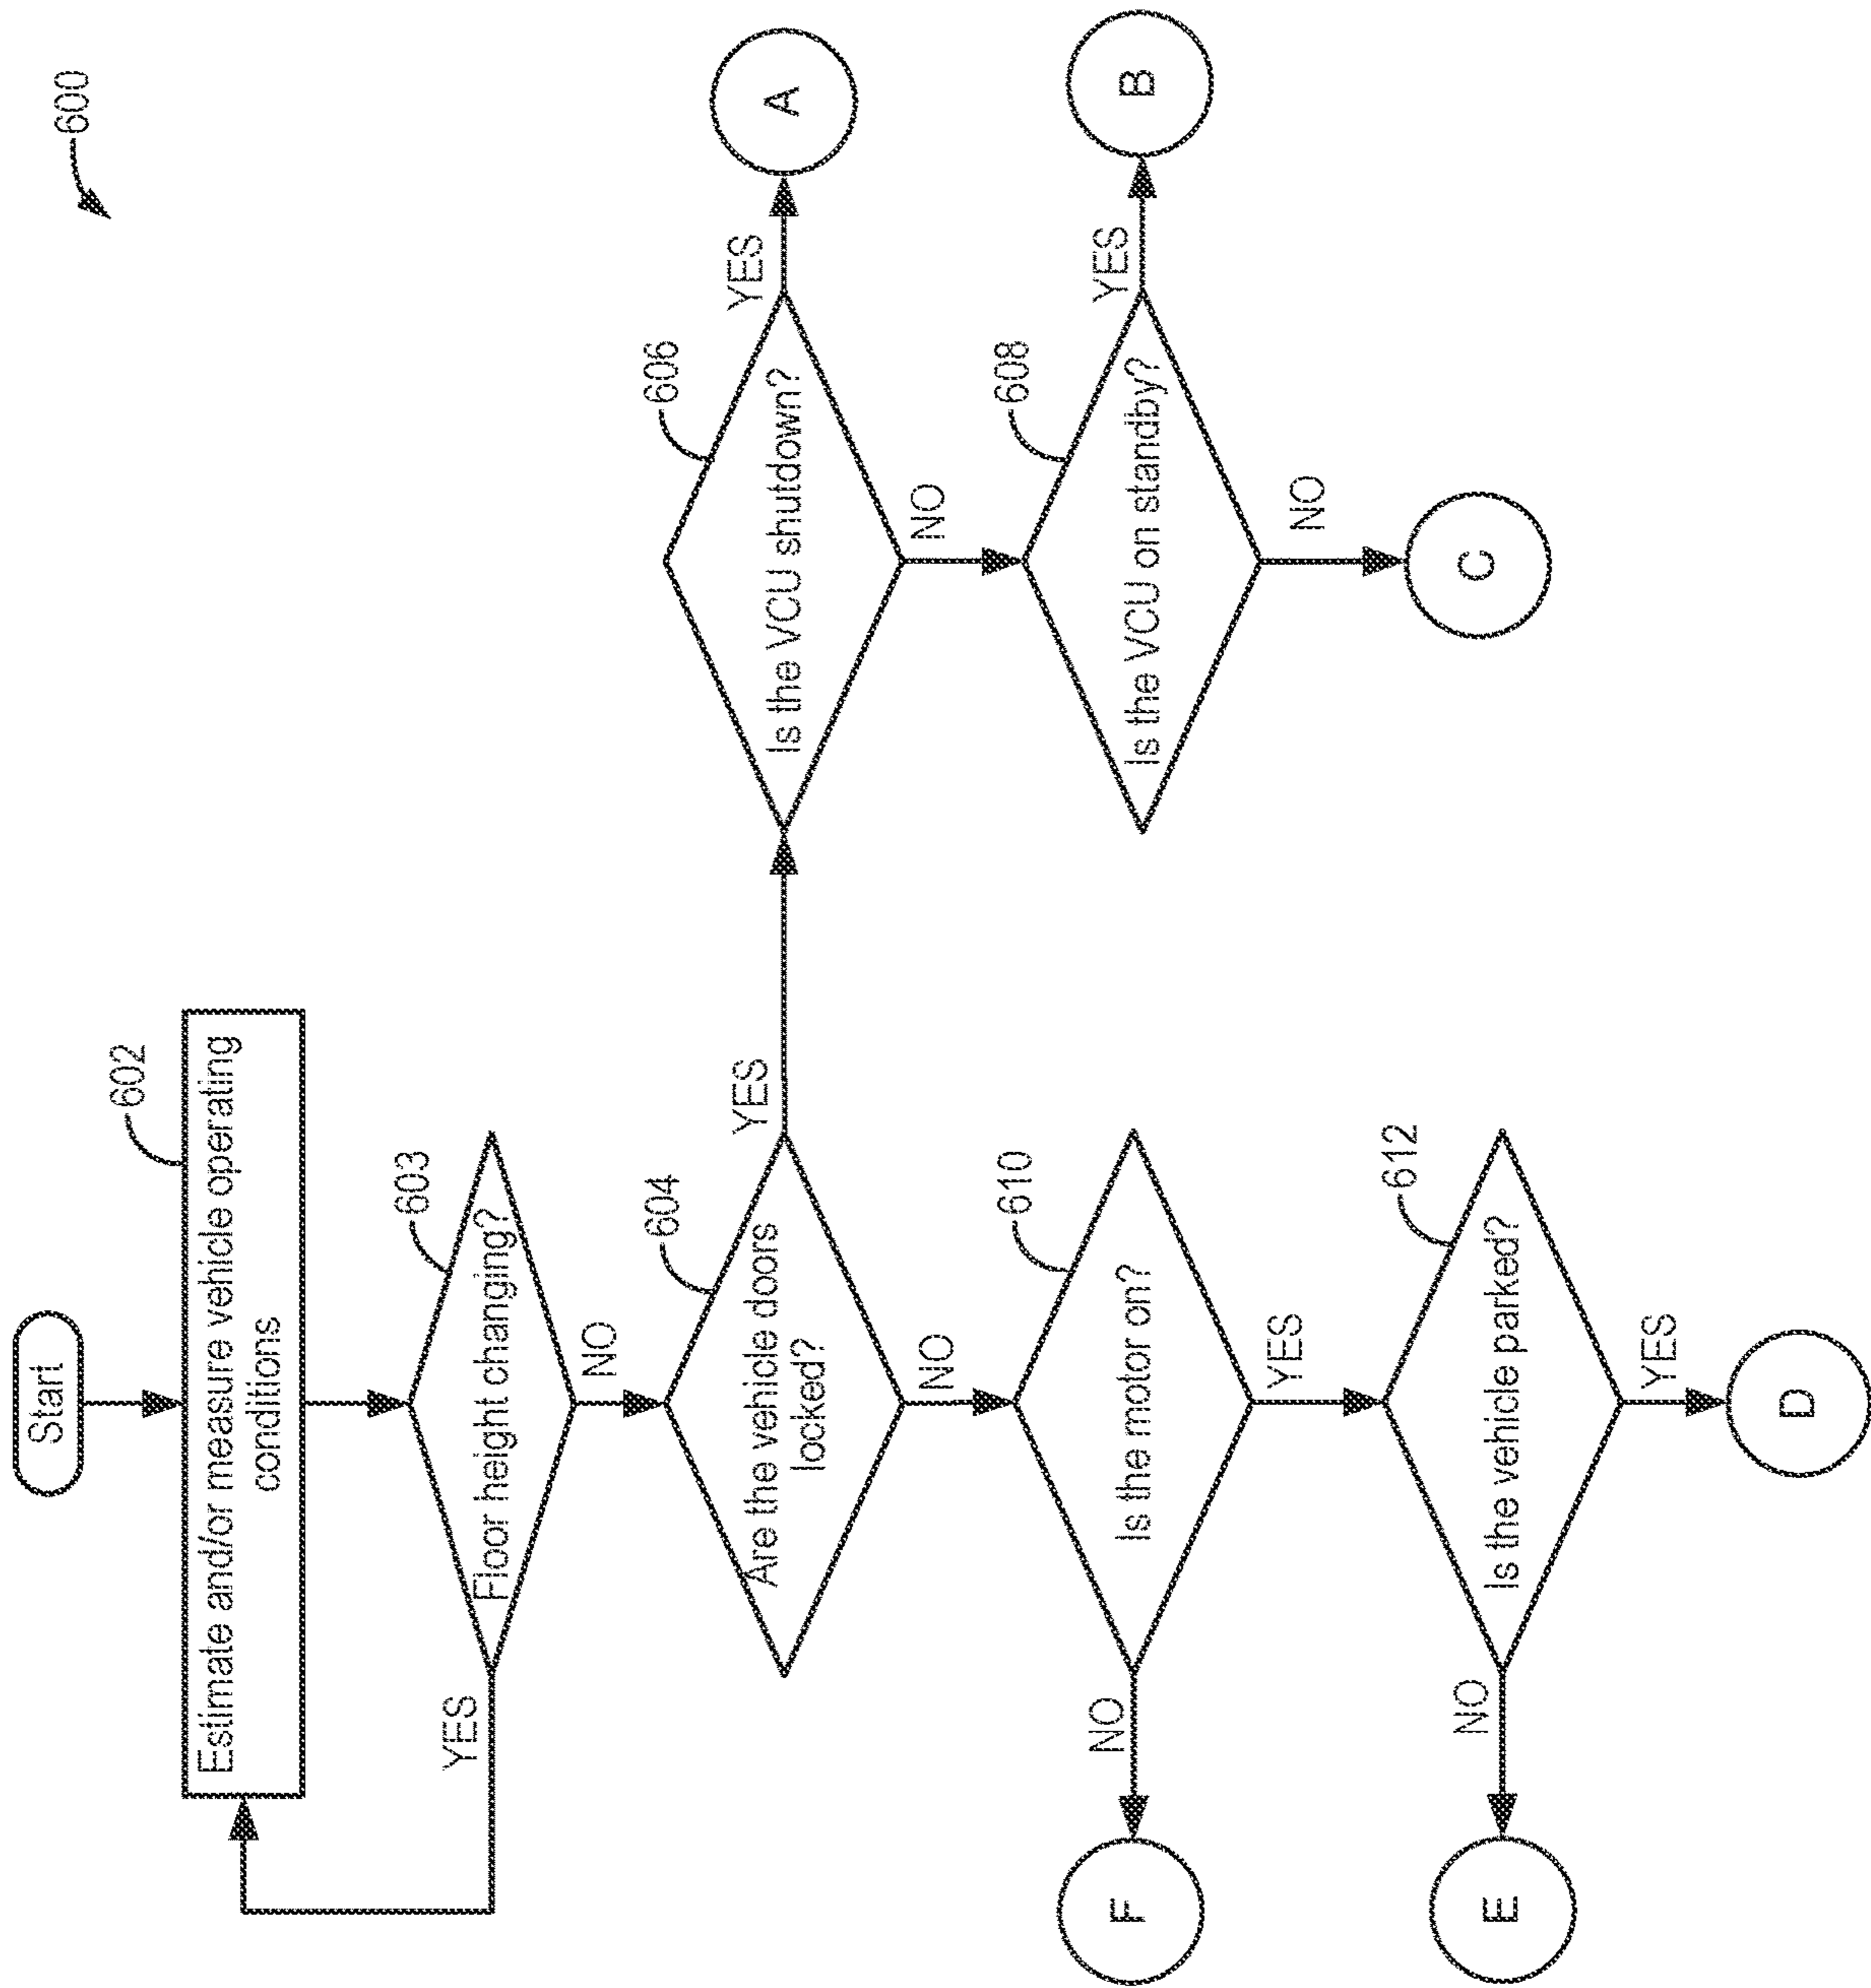 600
Start
602
Estimate and/or measure vehicle operating
conditions
603
Floor height changing?
YES
NO
604
Are the vehicle doors
locked?
YES
NO
606
Is the VCU shutdown?
YES
A
NO
608
Is the VCU on standby?
YES
B
NO
C
610
Is the motor on?
NO
F
YES
612
Is the vehicle parked?
NO
E
YES
D